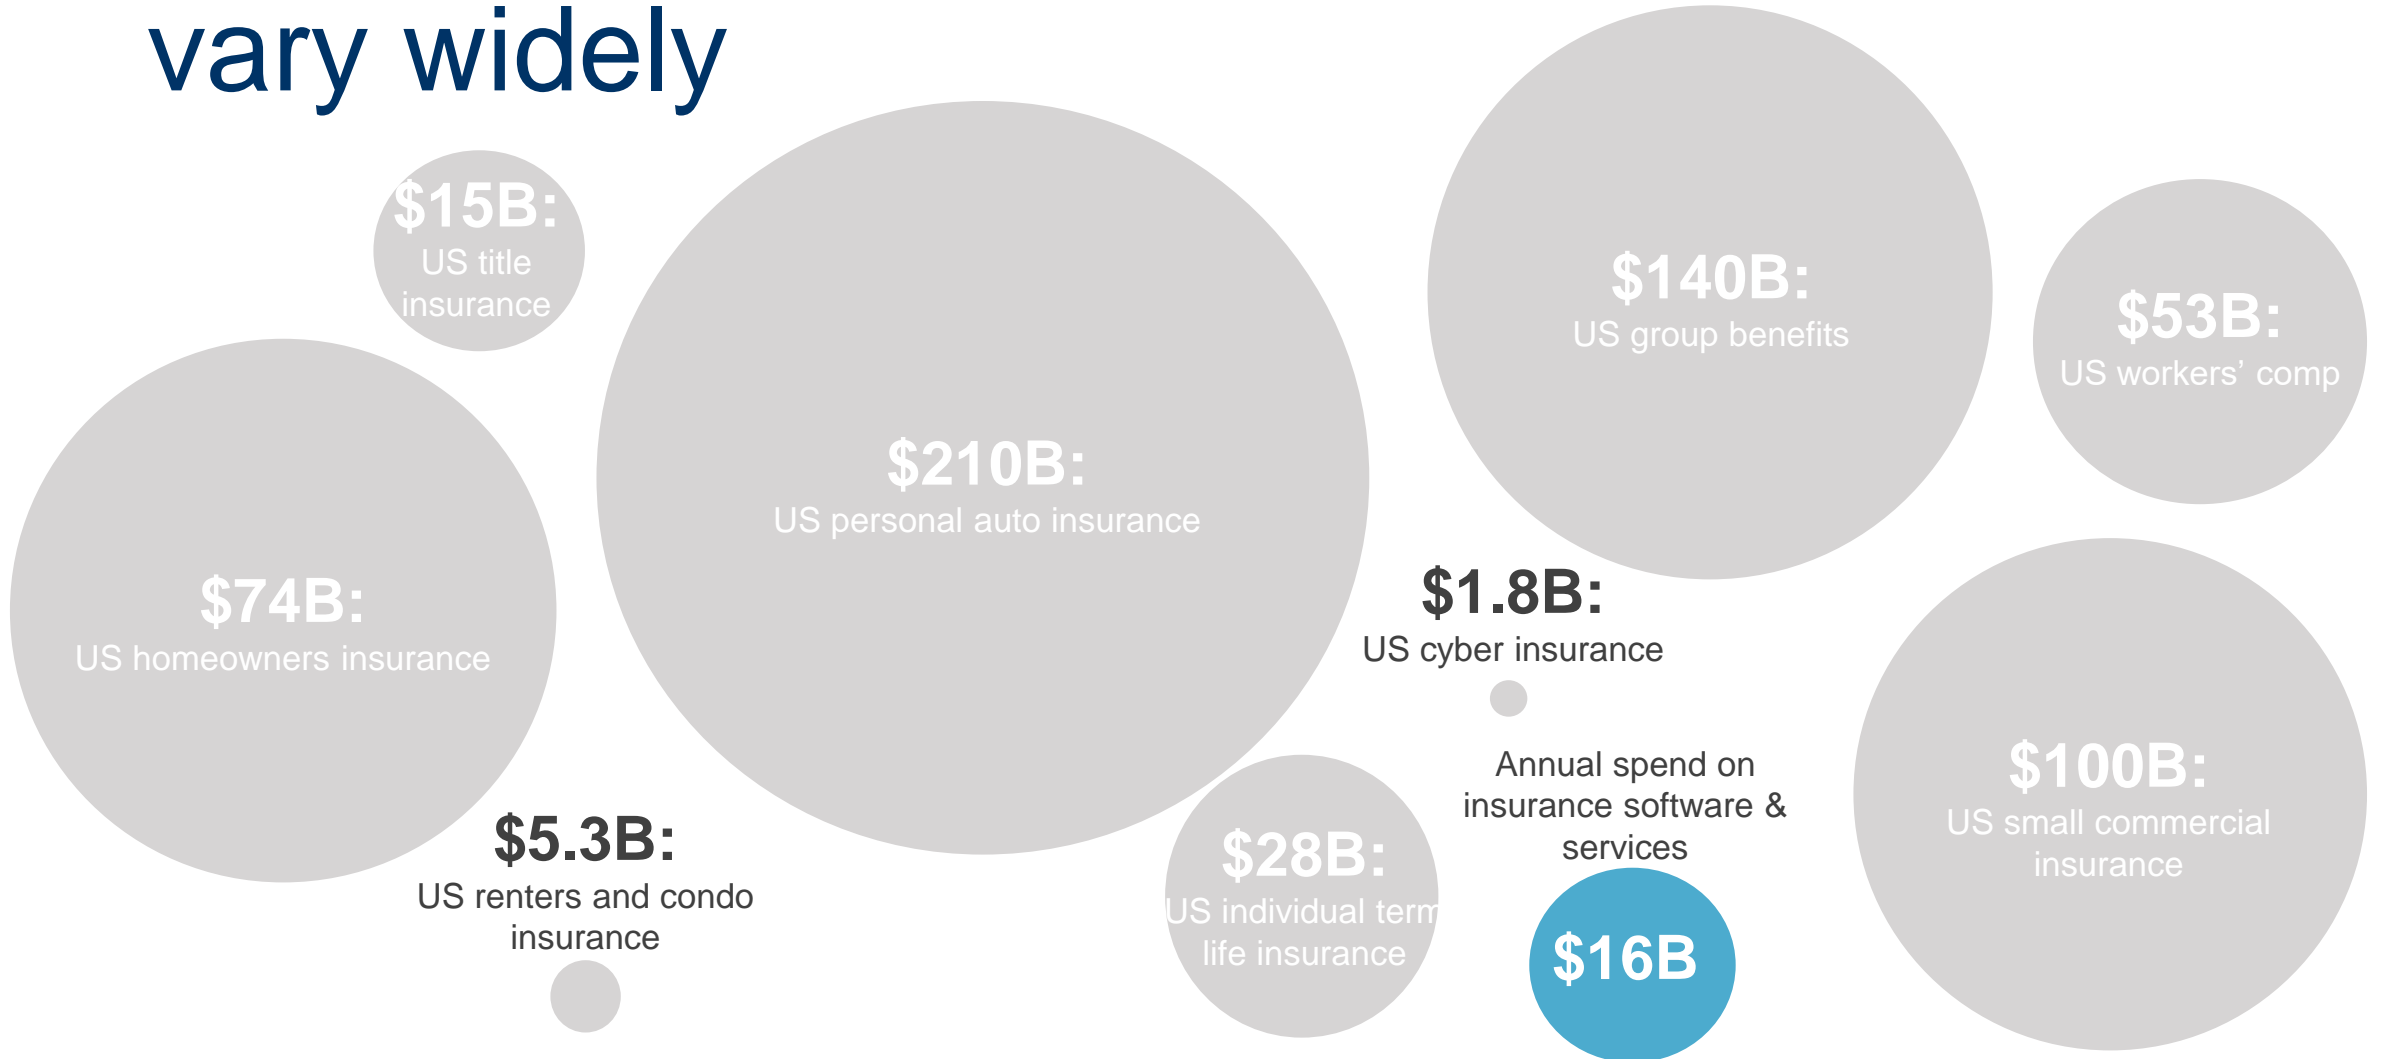 vary widely
$15B:
US title
insurance
$140B:
US group benefits
$53B:
US workers’ comp
$210B:
US personal auto insurance
$74B:
US homeowners insurance
$1.8B:
US cyber insurance
Annual spend on
insurance software &
services
$16B
$100B:
US small commercial
insurance
$5.3B:
US renters and condo
insurance
$28B:
US individual term
life insurance